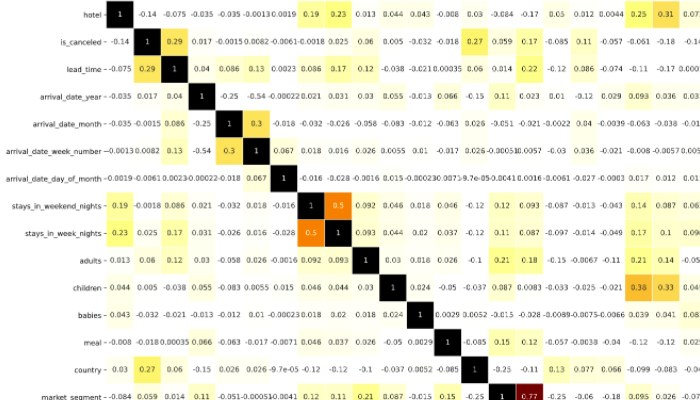 hotel 1 -0.14 -0.075 -0.035 -0.035 -0.0013 0.0019 0.19 0.23 0.013 0.044 0.043 -0.008 0.03 -0.084 -0.17 0.05 0.012 0.0044 0.25 0.31
is_canceled -0.14 1 0.29 0.017 -0.0015 0.0082 -0.0061 -0.0018 0.025 0.06 0.005 -0.032 -0.018 0.27 0.059 0.17 -0.085 0.11 -0.057 -0.061 -0.18
lead_time -0.075 0.29 1 0.04 0.086 0.13 0.0023 0.086 0.17 0.12 -0.038 -0.021 0.00035 0.06 0.014 0.22 -0.12 0.086 -0.074 -0.11 -0.17
arrival_date_year -0.035 0.017 0.04 1 -0.25 -0.54 -0.00022 0.021 0.031 0.03 0.055 -0.013 0.066 -0.15 0.11 0.023 0.01 -0.12 0.029 0.093 0.036
arrival_date_month -0.035 -0.0015 0.086 -0.25 1 0.3 -0.018 -0.032 -0.026 -0.058 -0.083 -0.012 -0.063 0.026 -0.051 -0.021 -0.0022 0.04 -0.0039 -0.063 -0.038
arrival_date_week_number -0.0013 0.0082 0.13 -0.54 0.3 1 0.067 0.018 0.016 0.026 0.0055 0.01 -0.017 0.026 -0.00051 0.0057 -0.03 0.036 -0.021 -0.008 -0.0057
arrival_date_day_of_month -0.0019 -0.0061 0.0023 -0.00022 -0.018 0.067 1 -0.016 -0.028 -0.0016 0.015 -0.00023 -0.0071 -9.7e-05 -0.0041 0.0016 0.0061 -0.027 -0.0003 0.017 0.012
stays_in_weekend_nights 0.19 -0.0018 0.086 0.021 -0.032 0.018 -0.016 1 0.5 0.092 0.046 0.018 0.046 -0.12 0.12 0.093 -0.087 -0.013 -0.043 0.14 0.087
stays_in_week_nights 0.23 0.025 0.17 0.031 -0.026 0.016 -0.028 0.5 1 0.093 0.044 0.02 0.037 -0.12 0.11 0.087 -0.097 -0.014 -0.049 0.17 0.1
adults 0.013 0.06 0.12 0.03 -0.058 0.026 -0.0016 0.092 0.093 1 0.03 0.018 0.026 -0.1 0.21 0.18 -0.15 -0.0067 -0.11 0.21 0.14
children 0.044 0.005 -0.038 0.055 -0.083 0.0055 0.015 0.046 0.044 0.03 1 0.024 -0.05 -0.037 0.087 0.0083 -0.033 -0.025 -0.021 0.38 0.33
babies 0.043 -0.032 -0.021 -0.013 -0.012 0.01 -0.00023 0.018 0.02 0.018 0.024 1 0.0029 0.0052 -0.015 -0.028 -0.0089 -0.0075 -0.0066 0.039 0.041
meal -0.008 -0.018 0.00035 0.066 -0.063 -0.017 -0.0071 0.046 0.037 0.026 -0.05 0.0029 1 -0.085 0.15 0.12 -0.057 -0.038 -0.04 -0.12 -0.12
country 0.03 0.27 0.06 -0.15 0.026 0.026 -9.7e-05 -0.12 -0.12 -0.1 -0.037 0.0052 -0.085 1 -0.25 -0.11 0.13 0.077 0.066 -0.099 -0.083
market_segment -0.084 0.059 0.014 0.11 -0.051 -0.00051 -0.0041 0.12 0.11 0.21 0.087 -0.015 0.15 -0.25 1 0.77 -0.25 -0.06 -0.18 0.095 0.026